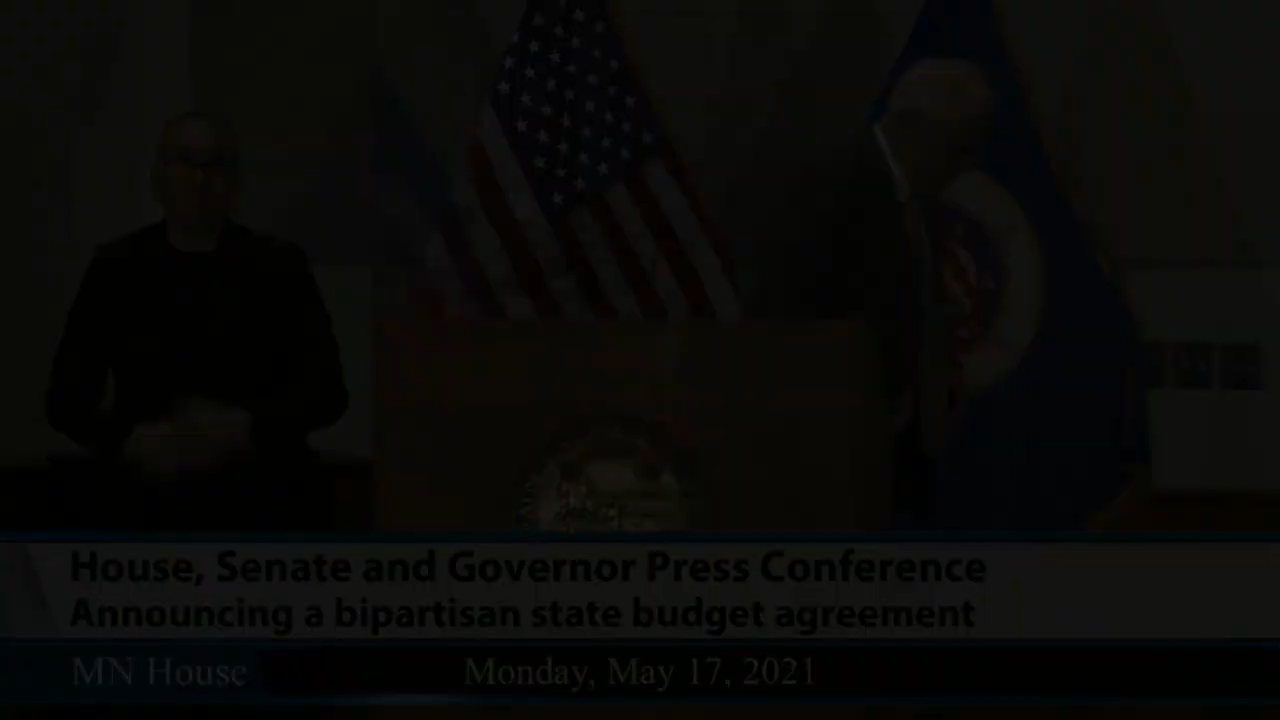 House, Senate and Governor Press Conference
Announcing a bipartisan state budget agreement
MN House
Monday, May 17, 2021